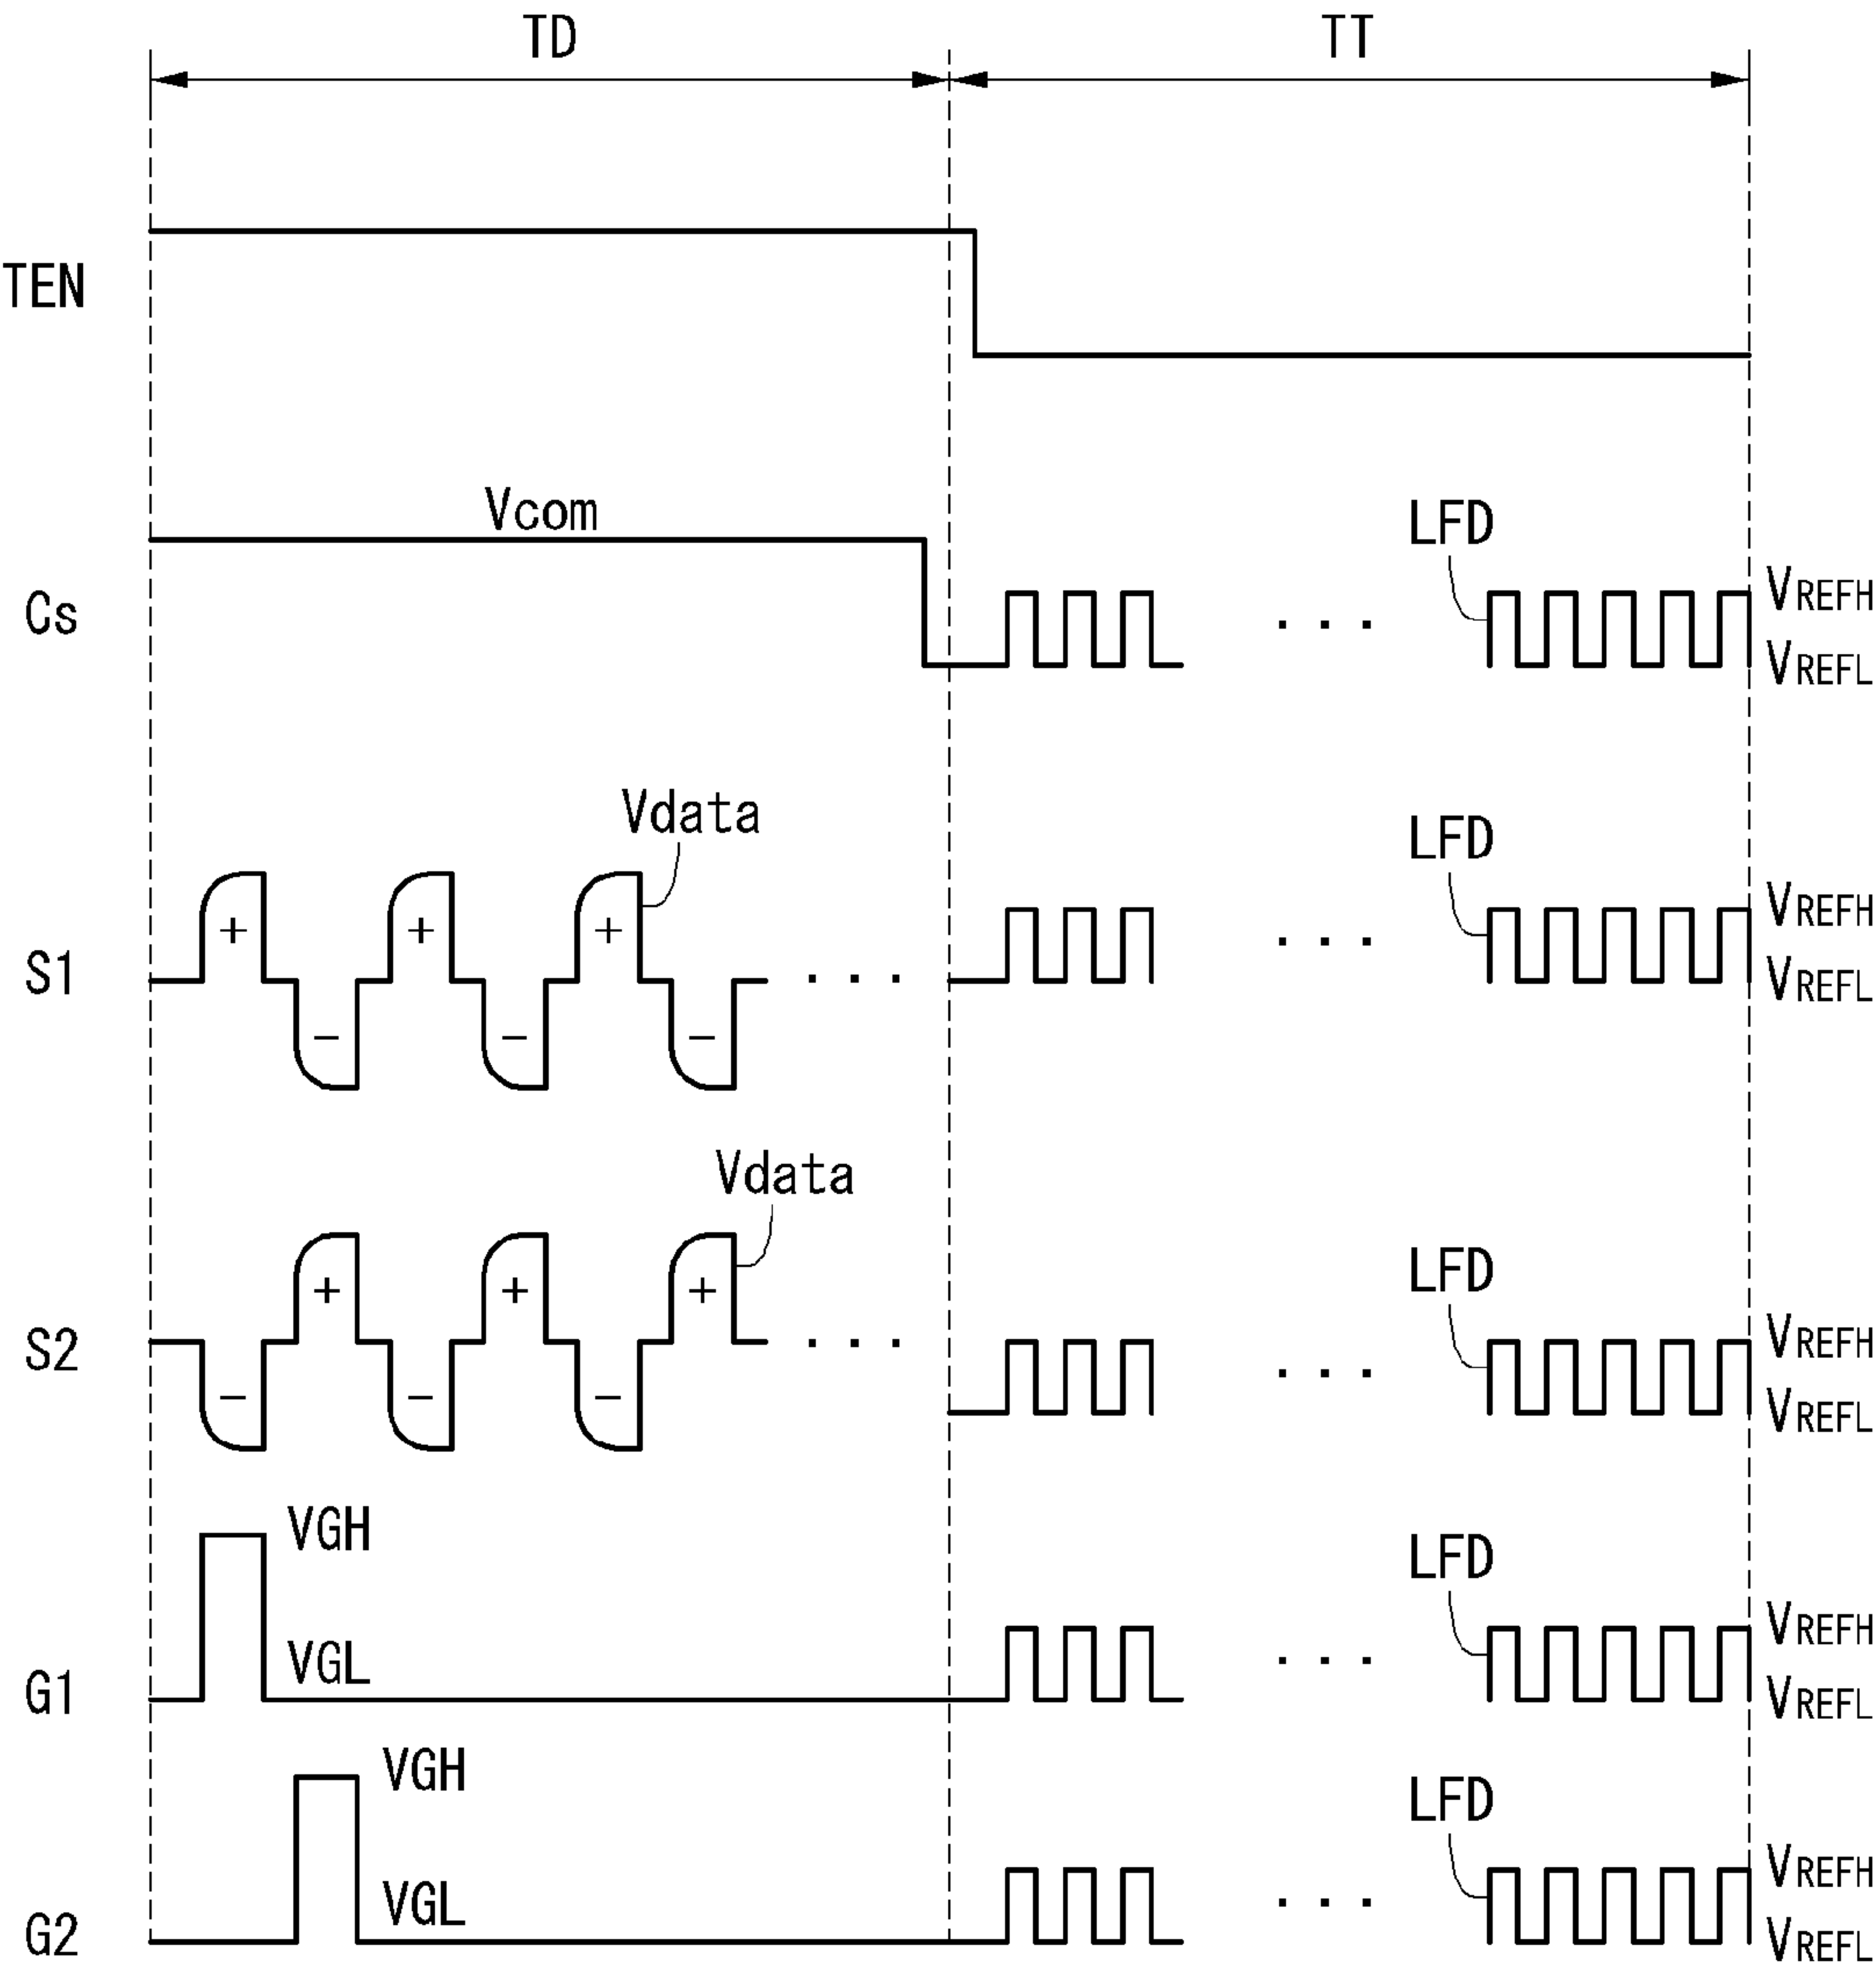 TD TT
TEN
Vcom LFD
Cs VREFH
VREFL
Vdata LFD
+ + + VREFH
S1 VREFL
− − −
Vdata
+ + + LFD
S2 VREFH
− − − VREFL
VGH LFD
VGL VREFH
G1 VREFL
VGH LFD
VGL VREFH
G2 VREFL